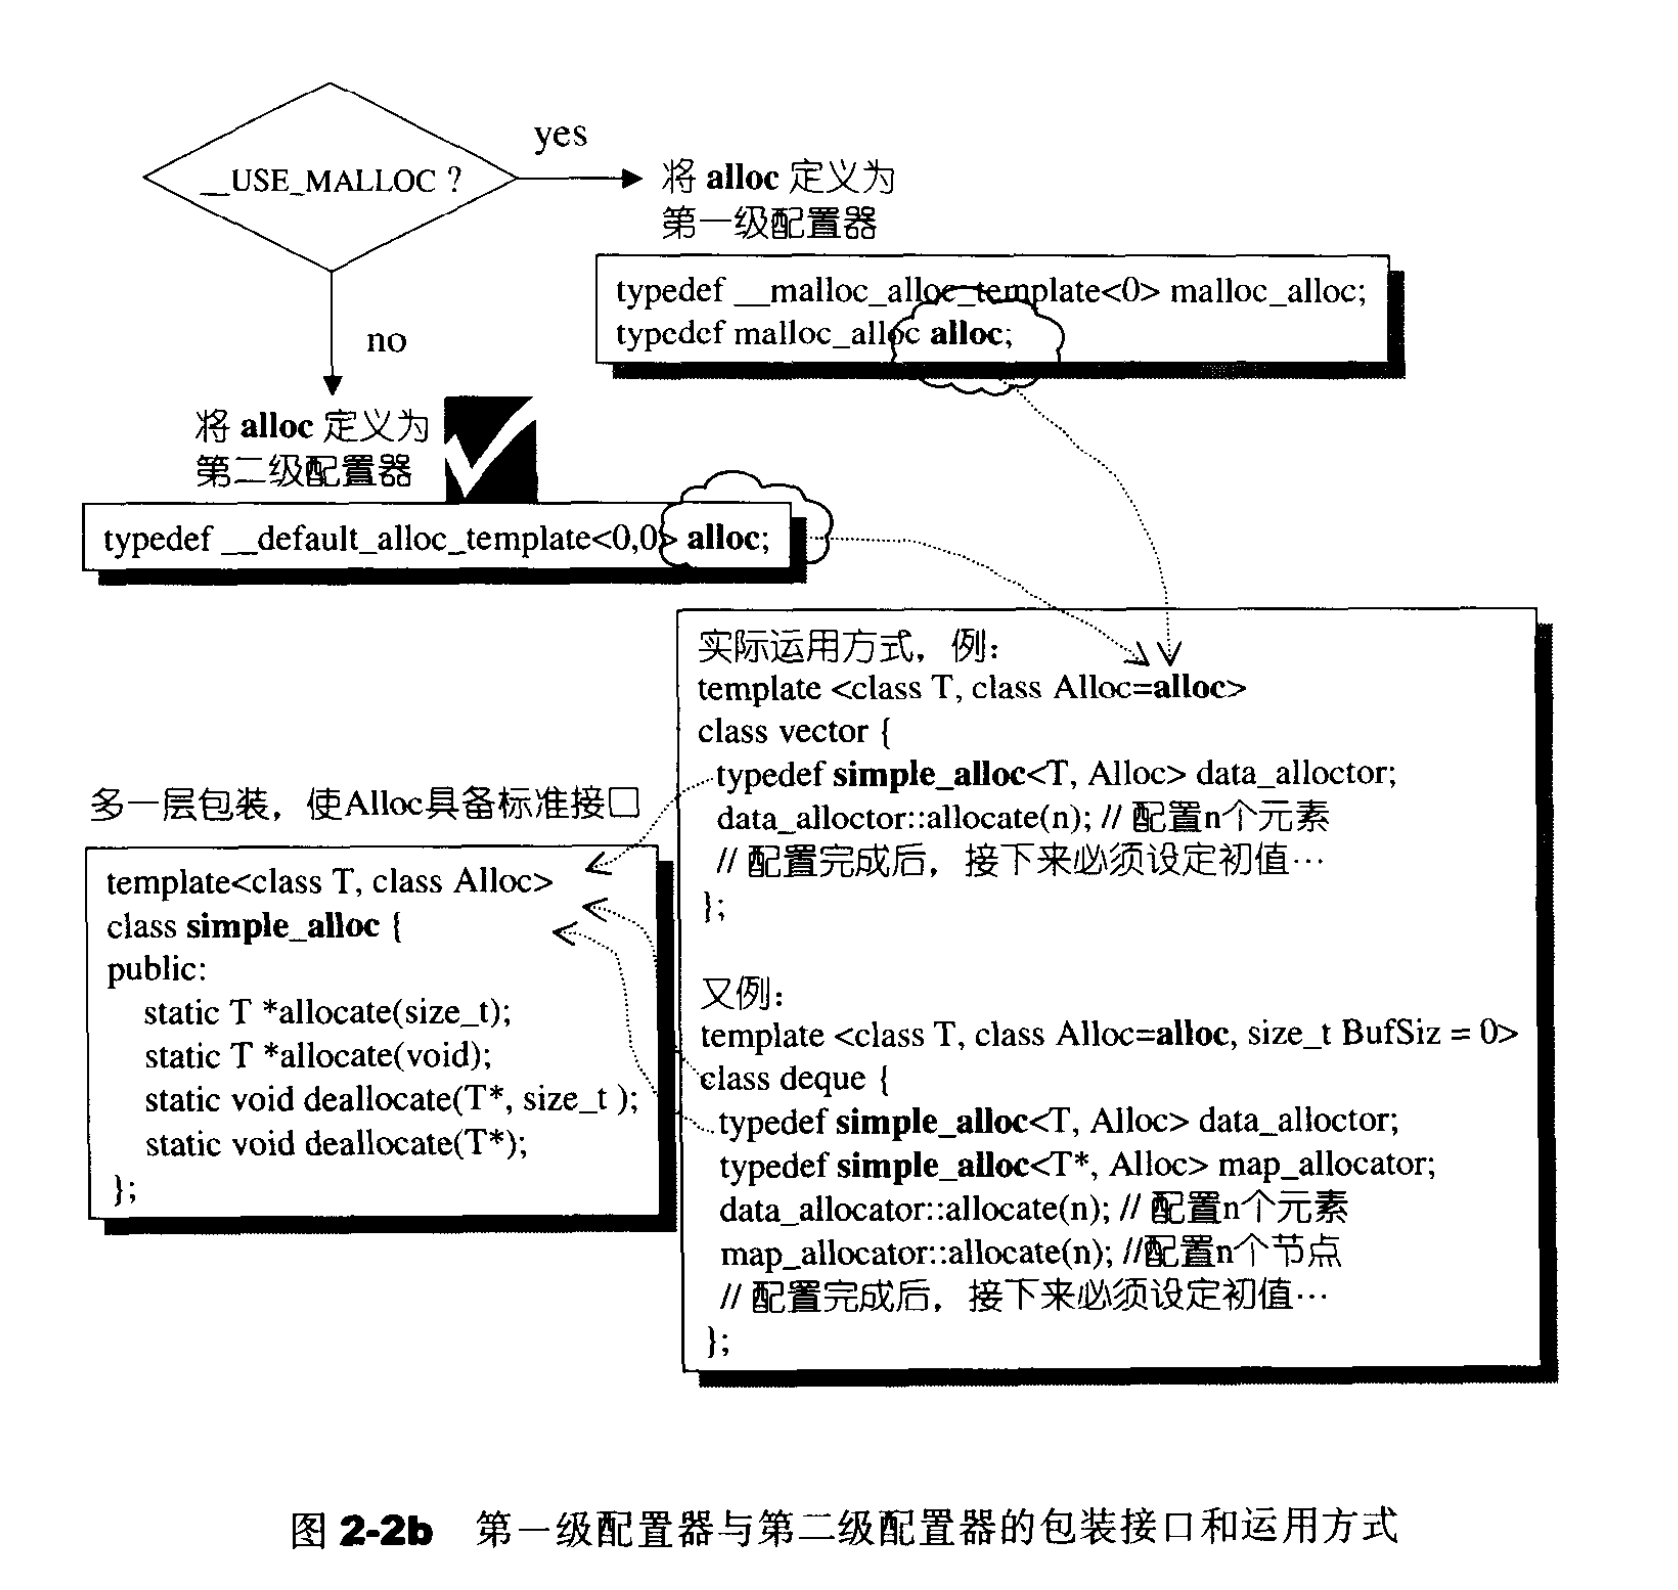 __USE_MALLOC ?
yes
将 alloc 定义为
第一级配置器
typedef __malloc_alloc_template<0> malloc_alloc;
typedef malloc_alloc alloc;
no
将 alloc 定义为
第二级配置器
typedef __default_alloc_template<0,0> alloc;
实际运用方式，例：
template <class T, class Alloc=alloc>
class vector {
typedef simple_alloc<T, Alloc> data_alloctor;
data_alloctor::allocate(n); // 配置n个元素
// 配置完成后，接下来必须设定初值…
};
又例：
template <class T, class Alloc=alloc, size_t BufSiz = 0>
class deque {
typedef simple_alloc<T, Alloc> data_alloctor;
typedef simple_alloc<T*, Alloc> map_allocator;
data_allocator::allocate(n); // 配置n个元素
map_allocator::allocate(n); //配置n个节点
// 配置完成后，接下来必须设定初值…
};
多一层包装，使Alloc具备标准接口
template<class T, class Alloc>
class simple_alloc {
public:
static T *allocate(size_t);
static T *allocate(void);
static void deallocate(T*, size_t );
static void deallocate(T*);
};
图 2-2b 第一级配置器与第二级配置器的包装接口和运用方式